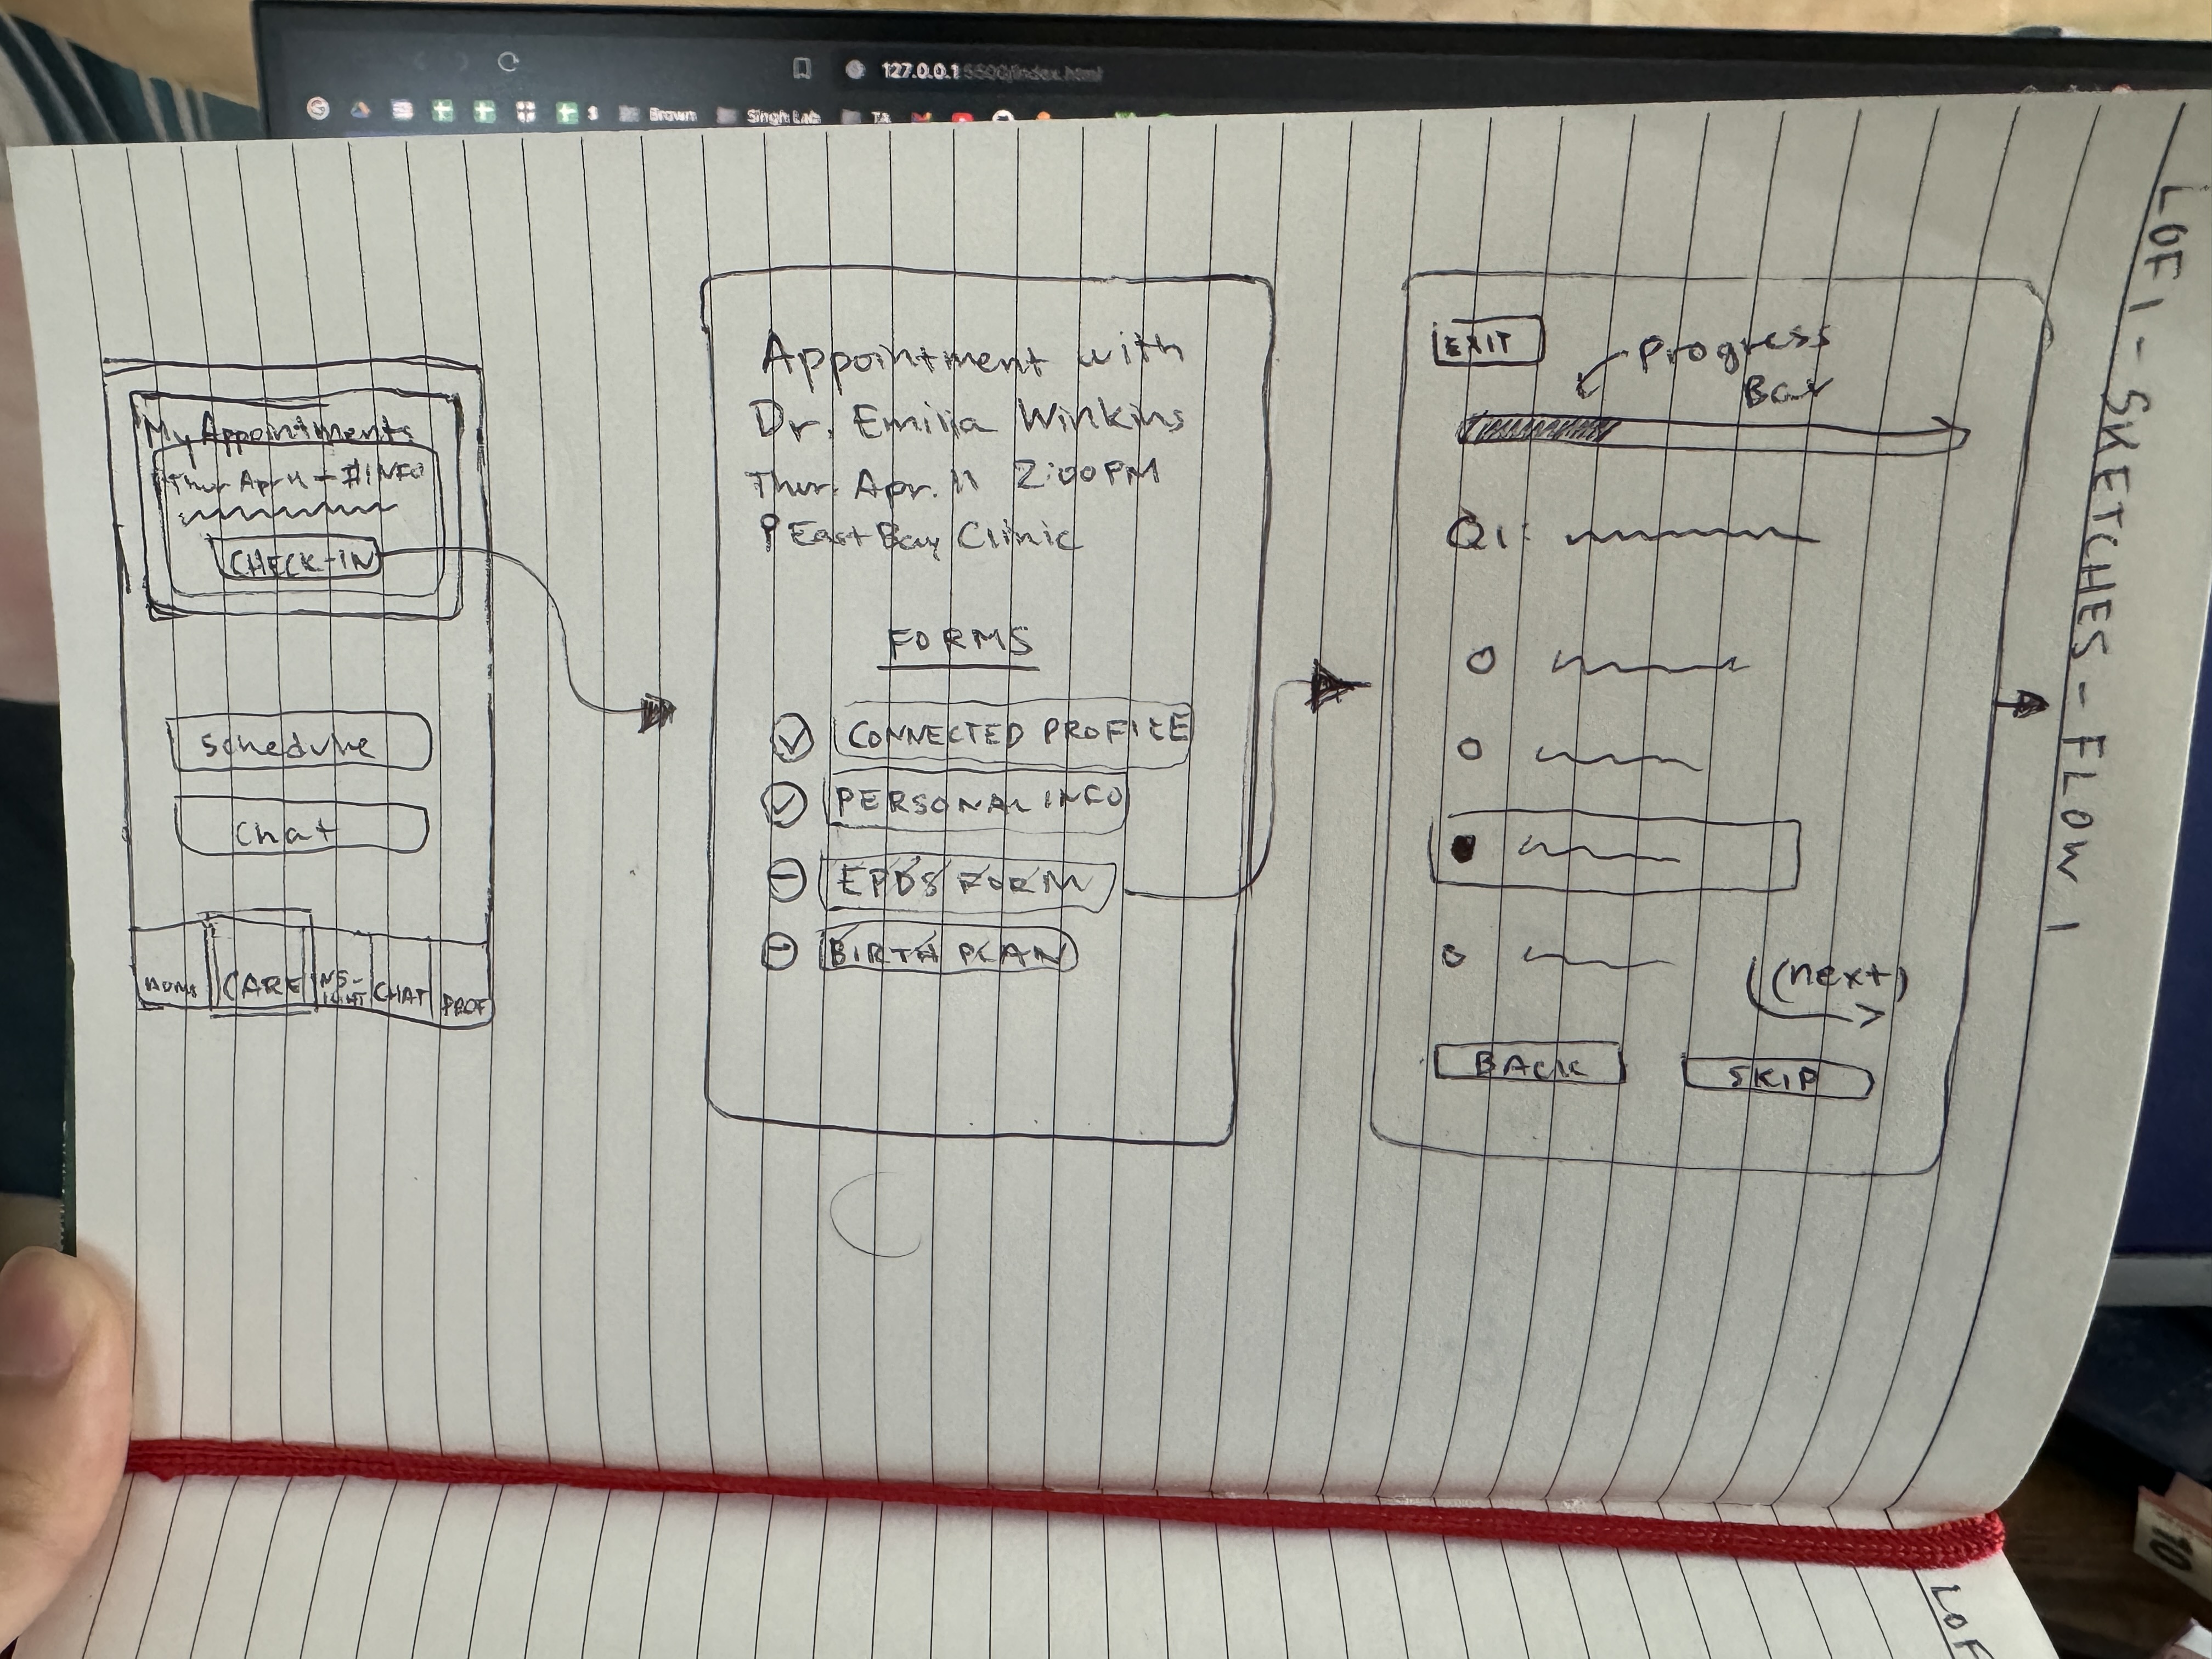 127.0.0.1:5500/index.html
$ Brown Singh Lab TA
LOFI - SKETCHES - FLOW 1
My Appointments
Thur Apr 11 - #INFO
CHECK-IN
schedule
chat
HOME CARE INS-IGHT CHAT PROF
Appointment with
Dr. Emilia Winkins
Thur. Apr. 11 2:00PM
East Bay Clinic
FORMS
CONNECTED PROFILE
PERSONAL INFO
EPDS FORM
BIRTH PLAN
EXIT
Progress
Bar
Q1:
(next)
BACK
SKIP
LOF
10